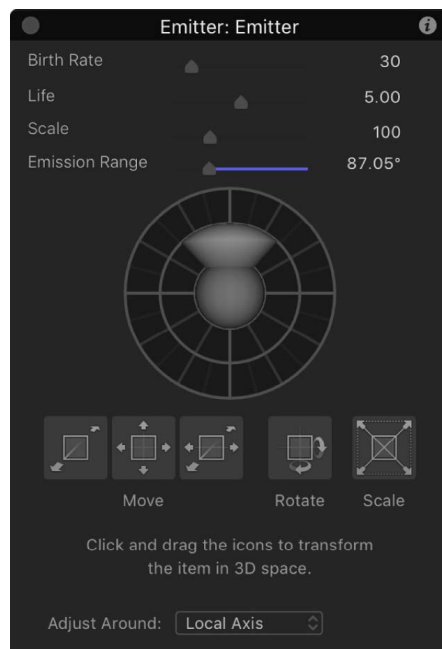 Emitter: Emitter
Birth Rate 30
Life 5.00
Scale 100
Emission Range 87.05°
Move Rotate Scale
Click and drag the icons to transform
the item in 3D space.
Adjust Around: Local Axis